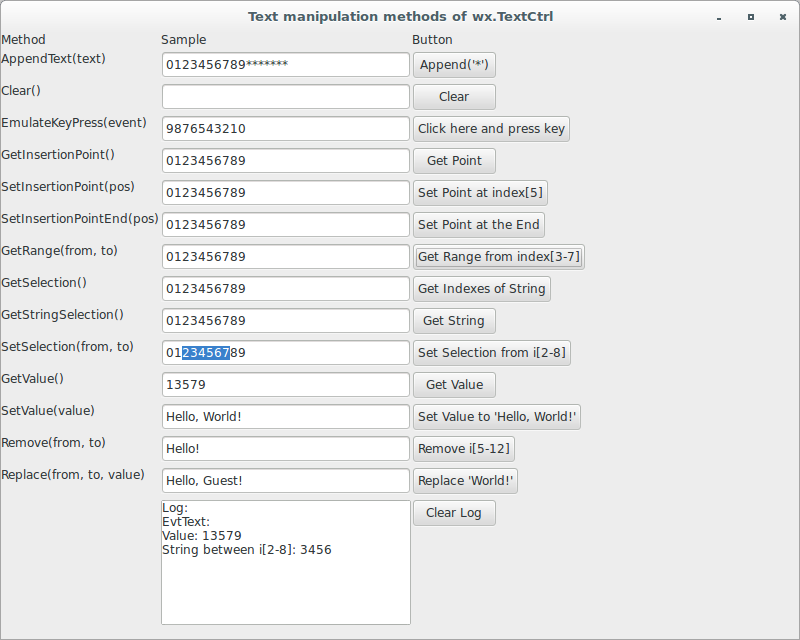 Text manipulation methods of wx.TextCtrl
Method Sample Button
AppendText(text) 0123456789******* Append('*')
Clear() Clear
EmulateKeyPress(event) 9876543210 Click here and press key
GetInsertionPoint() 0123456789 Get Point
SetInsertionPoint(pos) 0123456789 Set Point at index[5]
SetInsertionPointEnd(pos) 0123456789 Set Point at the End
GetRange(from, to) 0123456789 Get Range from index[3-7]
GetSelection() 0123456789 Get Indexes of String
GetStringSelection() 0123456789 Get String
SetSelection(from, to) 0123456789 Set Selection from i[2-8]
GetValue() 13579 Get Value
SetValue(value) Hello, World! Set Value to 'Hello, World!'
Remove(from, to) Hello! Remove i[5-12]
Replace(from, to, value) Hello, Guest! Replace 'World!'
Log: Clear Log
EvtText:
Value: 13579
String between i[2-8]: 3456